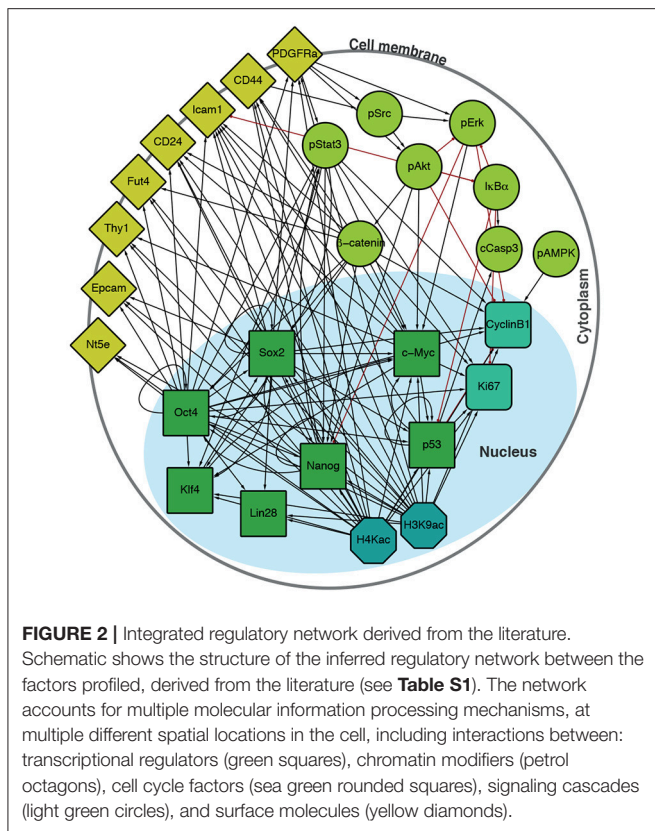 PDGFRa
Cell membrane
CD44
Icam1
pSrc
pErk
CD24
pStat3
pAkt
Fut4
IκBα
Thy1
β-catenin
cCasp3
pAMPK
Epcam
Cytoplasm
Nt5e
Sox2
c-Myc
CyclinB1
Ki67
Oct4
p53
Nucleus
Nanog
Klf4
Lin28
H4Kac
H3K9ac
FIGURE 2 | Integrated regulatory network derived from the literature.
Schematic shows the structure of the inferred regulatory network between the
factors profiled, derived from the literature (see Table S1). The network
accounts for multiple molecular information processing mechanisms, at
multiple different spatial locations in the cell, including interactions between:
transcriptional regulators (green squares), chromatin modifiers (petrol
octagons), cell cycle factors (sea green rounded squares), signaling cascades
(light green circles), and surface molecules (yellow diamonds).